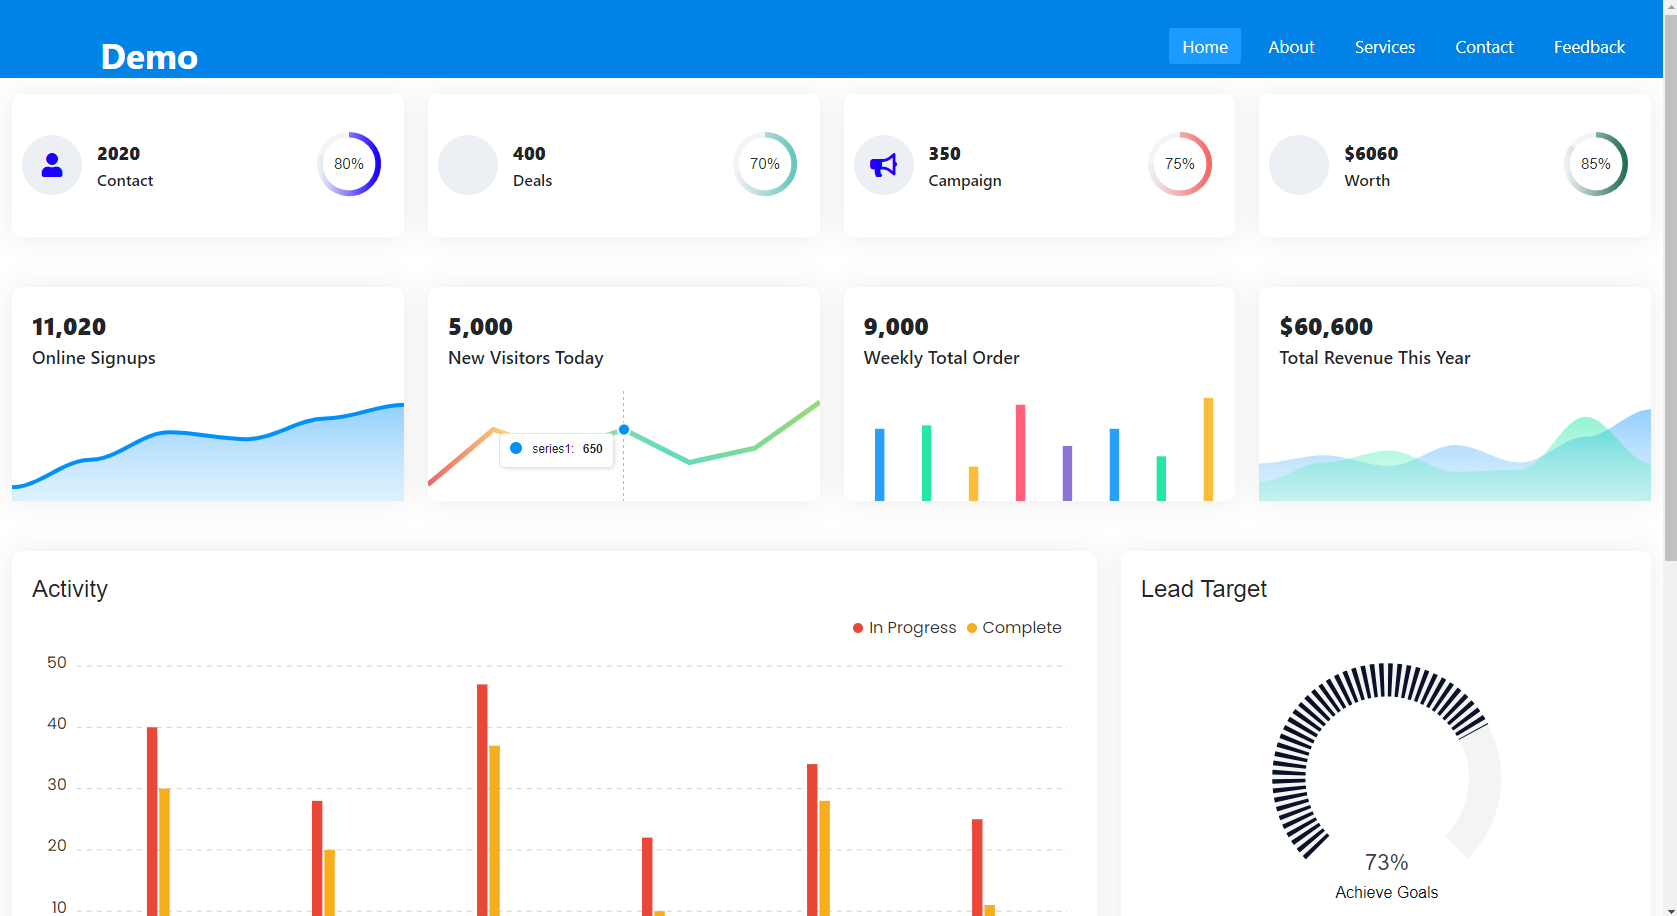 Demo
Home About Services Contact Feedback
2020
Contact
80%
400
Deals
70%
350
Campaign
75%
$6060
Worth
85%
11,020
Online Signups
5,000
New Visitors Today
series1: 650
9,000
Weekly Total Order
$60,600
Total Revenue This Year
Activity
In Progress Complete
50
40
30
20
10
Lead Target
73%
Achieve Goals